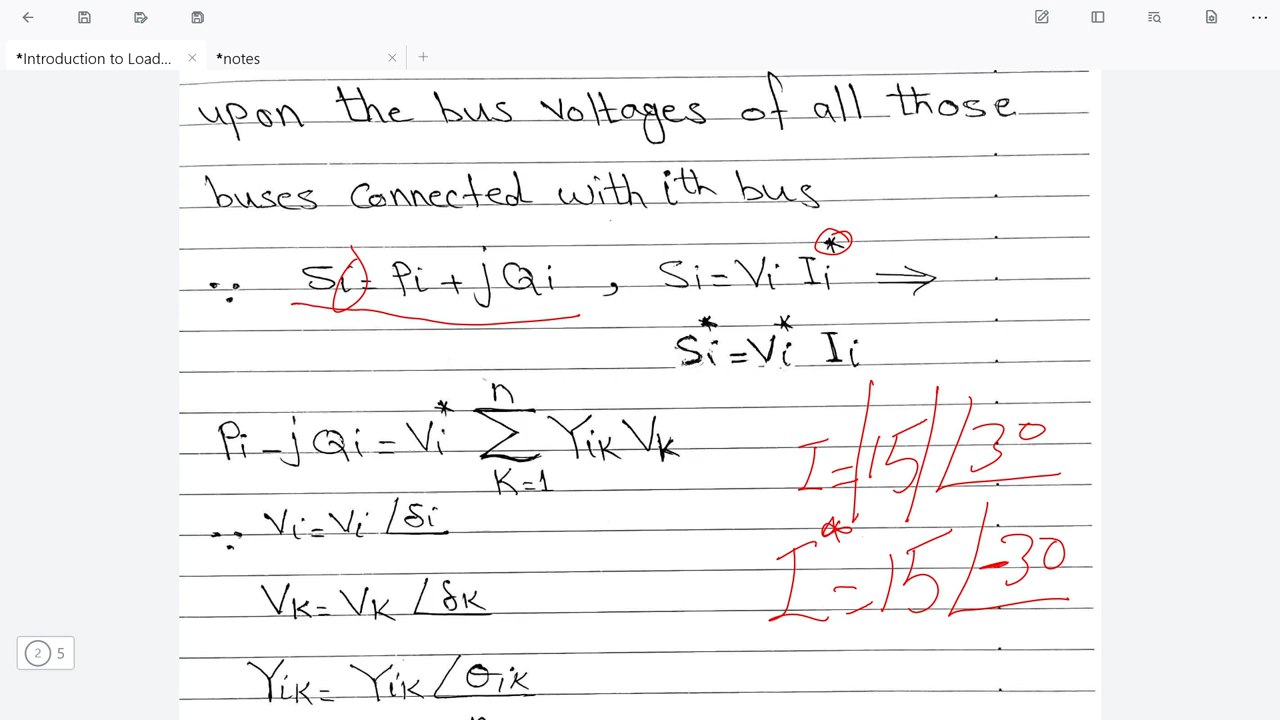 *Introduction to Load...
*notes
upon the bus voltages of all those
buses connected with ith bus
∵ Si = Pi + jQi , Si = Vi Ii* ⇒
Si* = Vi* Ii
Pi - jQi = Vi* Σ Yik Vk
n
K=1
I = |15| ∠30
∵ Vi = Vi ∠δi
I* = 15 ∠-30
VK = VK ∠δK
Yik = Yik ∠θik
2 5